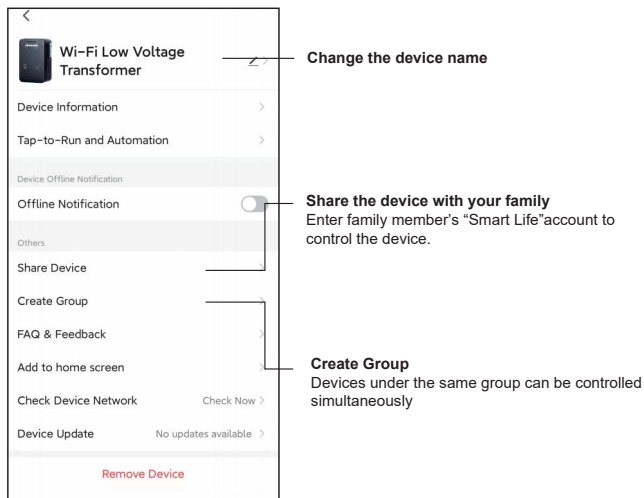 Wi-Fi Low Voltage
Transformer
Change the device name
Device Information
Tap-to-Run and Automation
Device Offline Notification
Offline Notification
Share the device with your family
Enter family member's “Smart Life”account to
control the device.
Others
Share Device
Create Group
FAQ & Feedback
Add to home screen
Create Group
Devices under the same group can be controlled
simultaneously
Check Device Network Check Now
Device Update No updates available
Remove Device